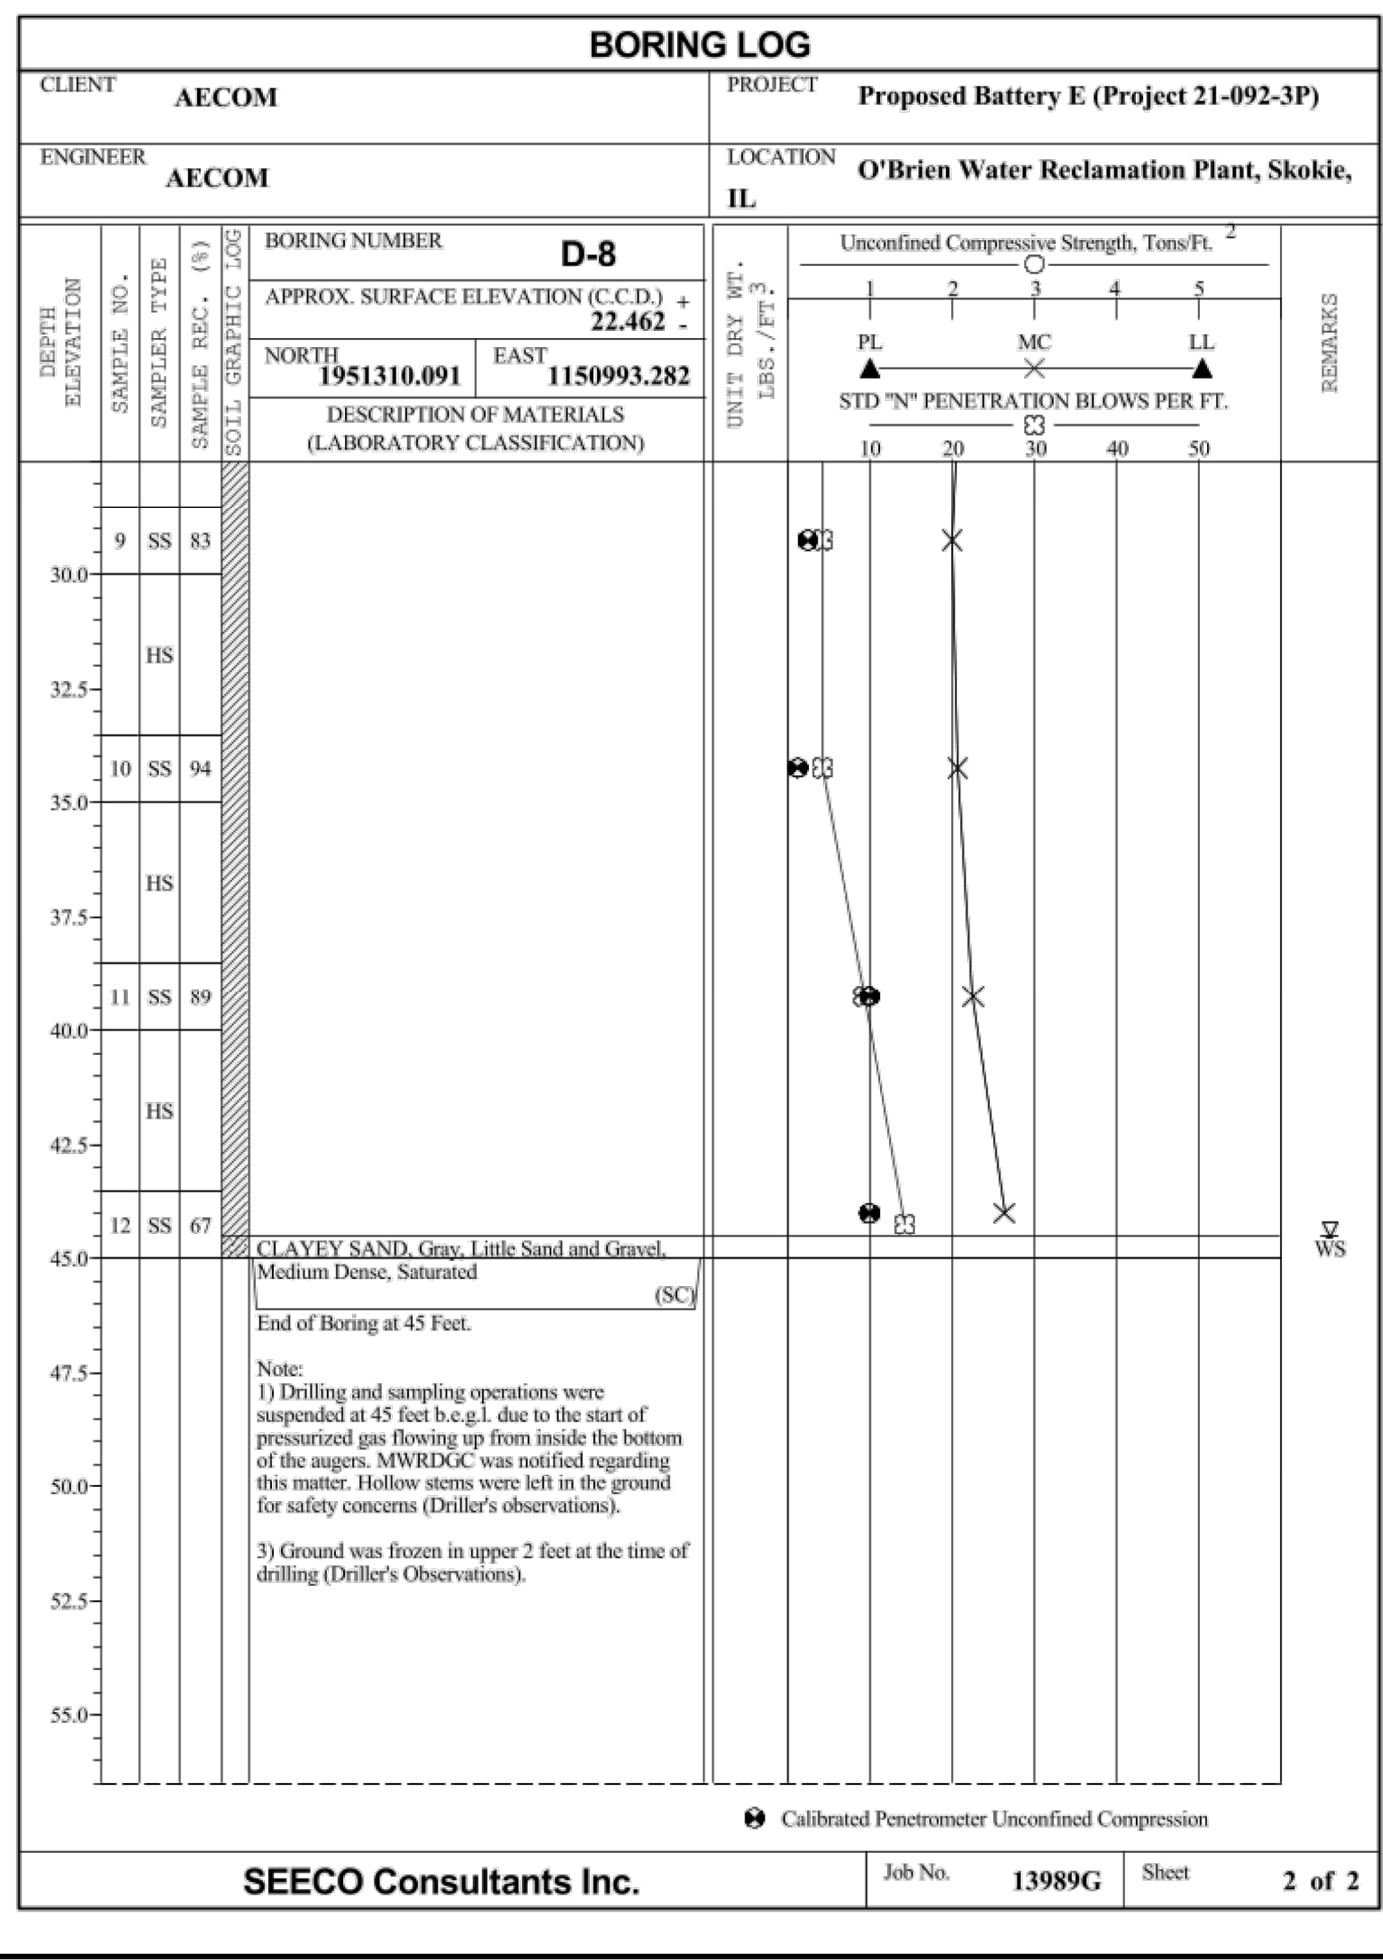 BORING LOG
CLIENT
AECOM
PROJECT
Proposed Battery E (Project 21-092-3P)
ENGINEER
AECOM
LOCATION
O'Brien Water Reclamation Plant, Skokie,
IL
DEPTH
ELEVATION
SAMPLE NO.
SAMPLER TYPE
SAMPLE REC. (%)
SOIL GRAPHIC LOG
BORING NUMBER
D-8
APPROX. SURFACE ELEVATION (C.C.D.) +
22.462 -
NORTH
1951310.091
EAST
1150993.282
DESCRIPTION OF MATERIALS
(LABORATORY CLASSIFICATION)
UNIT DRY WT.
LBS./FT.3
Unconfined Compressive Strength, Tons/Ft. 2
1 2 3 4 5
PL MC LL
STD "N" PENETRATION BLOWS PER FT.
10 20 30 40 50
REMARKS
9 SS 83
30.0
HS
32.5
10 SS 94
35.0
HS
37.5
11 SS 89
40.0
HS
42.5
12 SS 67
WS
45.0
CLAYEY SAND, Gray, Little Sand and Gravel,
Medium Dense, Saturated
(SC)
End of Boring at 45 Feet.
47.5
Note:
1) Drilling and sampling operations were
suspended at 45 feet b.e.g.l. due to the start of
pressurized gas flowing up from inside the bottom
of the augers. MWRDGC was notified regarding
this matter. Hollow stems were left in the ground
for safety concerns (Driller's observations).
50.0
3) Ground was frozen in upper 2 feet at the time of
drilling (Driller's Observations).
52.5
55.0
Calibrated Penetrometer Unconfined Compression
SEECO Consultants Inc.
Job No.
13989G
Sheet
2 of 2